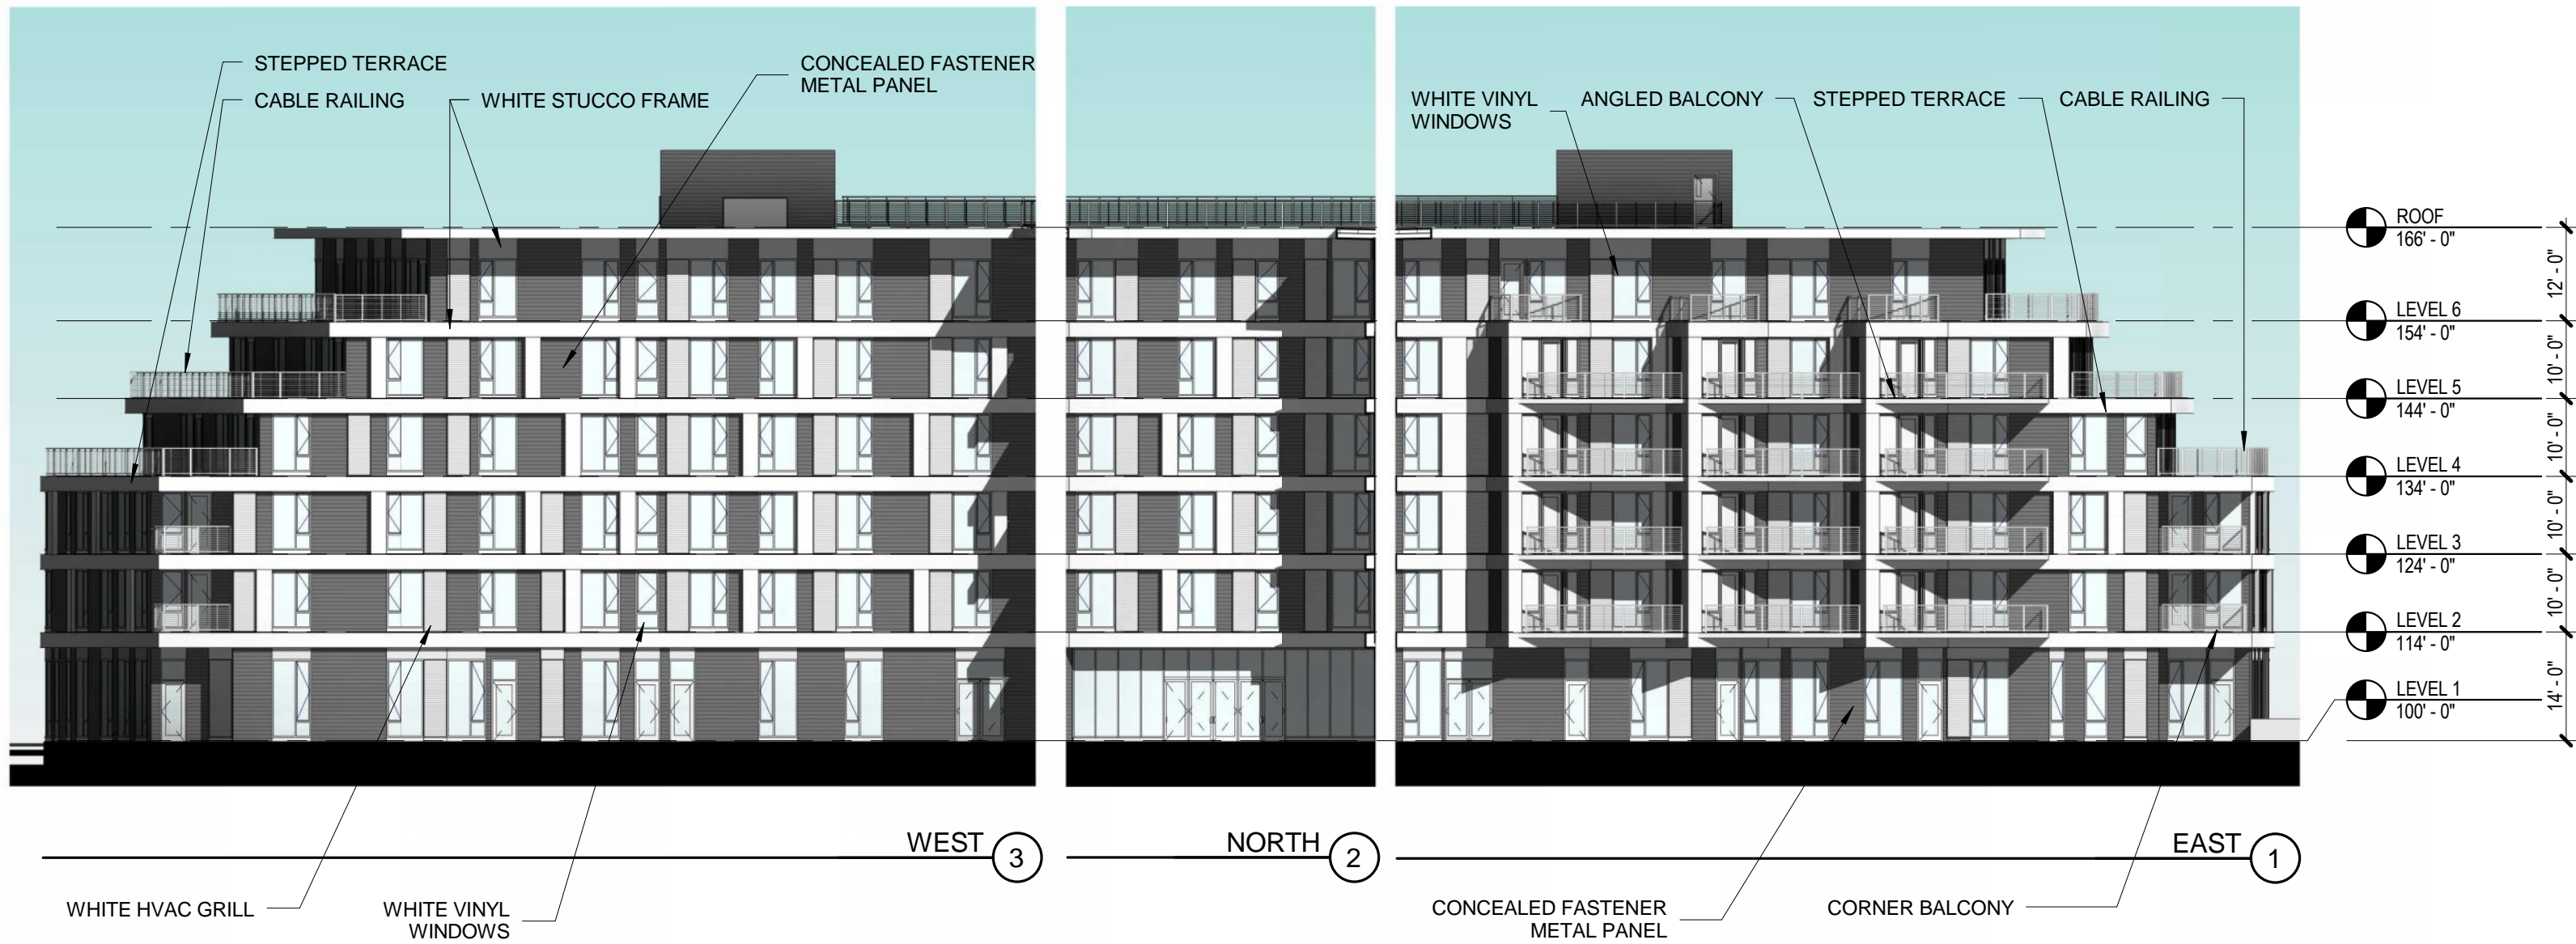 STEPPED TERRACE
CABLE RAILING
WHITE STUCCO FRAME
CONCEALED FASTENER
METAL PANEL
WHITE VINYL
WINDOWS
ANGLED BALCONY
STEPPED TERRACE
CABLE RAILING
ROOF
166' - 0"
12' - 0"
LEVEL 6
154' - 0"
10' - 0"
LEVEL 5
144' - 0"
10' - 0"
LEVEL 4
134' - 0"
10' - 0"
LEVEL 3
124' - 0"
10' - 0"
LEVEL 2
114' - 0"
14' - 0"
LEVEL 1
100' - 0"
WEST 3
NORTH 2
EAST 1
WHITE HVAC GRILL
WHITE VINYL
WINDOWS
CONCEALED FASTENER
METAL PANEL
CORNER BALCONY